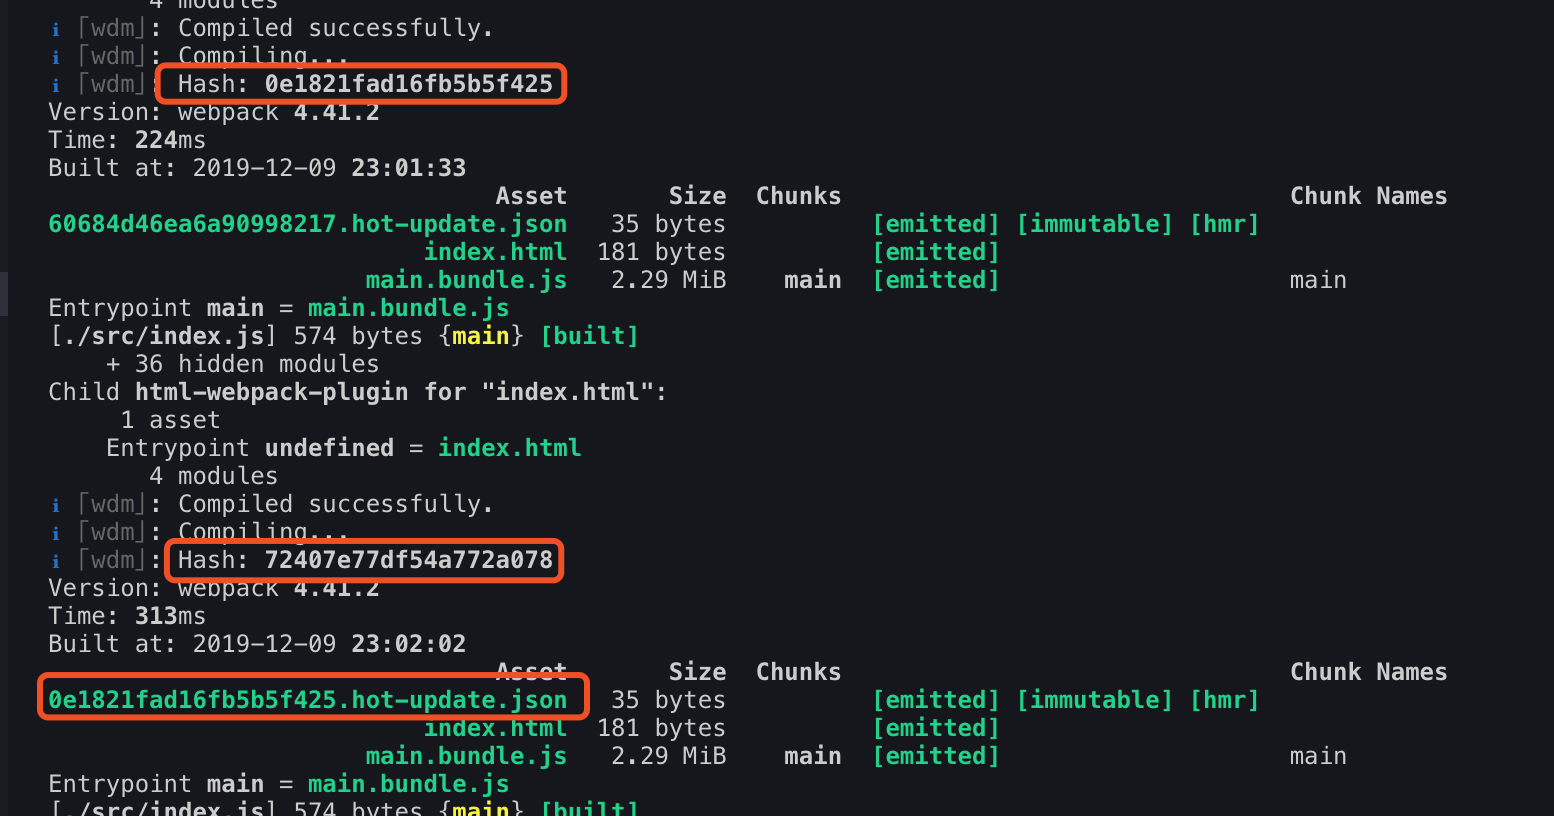 4 modules
ℹ ｢wdm｣: Compiled successfully.
ℹ ｢wdm｣: Compiling...
ℹ ｢wdm｣: Hash: 0e1821fad16fb5b5f425
Version: webpack 4.41.2
Time: 224ms
Built at: 2019-12-09 23:01:33
Asset Size Chunks Chunk Names
60684d46ea6a90998217.hot-update.json 35 bytes [emitted] [immutable] [hmr]
index.html 181 bytes [emitted]
main.bundle.js 2.29 MiB main [emitted] main
Entrypoint main = main.bundle.js
[./src/index.js] 574 bytes {main} [built]
+ 36 hidden modules
Child html-webpack-plugin for "index.html":
1 asset
Entrypoint undefined = index.html
4 modules
ℹ ｢wdm｣: Compiled successfully.
ℹ ｢wdm｣: Compiling...
ℹ ｢wdm｣: Hash: 72407e77df54a772a078
Version: webpack 4.41.2
Time: 313ms
Built at: 2019-12-09 23:02:02
Asset Size Chunks Chunk Names
0e1821fad16fb5b5f425.hot-update.json 35 bytes [emitted] [immutable] [hmr]
index.html 181 bytes [emitted]
main.bundle.js 2.29 MiB main [emitted] main
Entrypoint main = main.bundle.js
[./src/index.js] 574 bytes {main} [built]